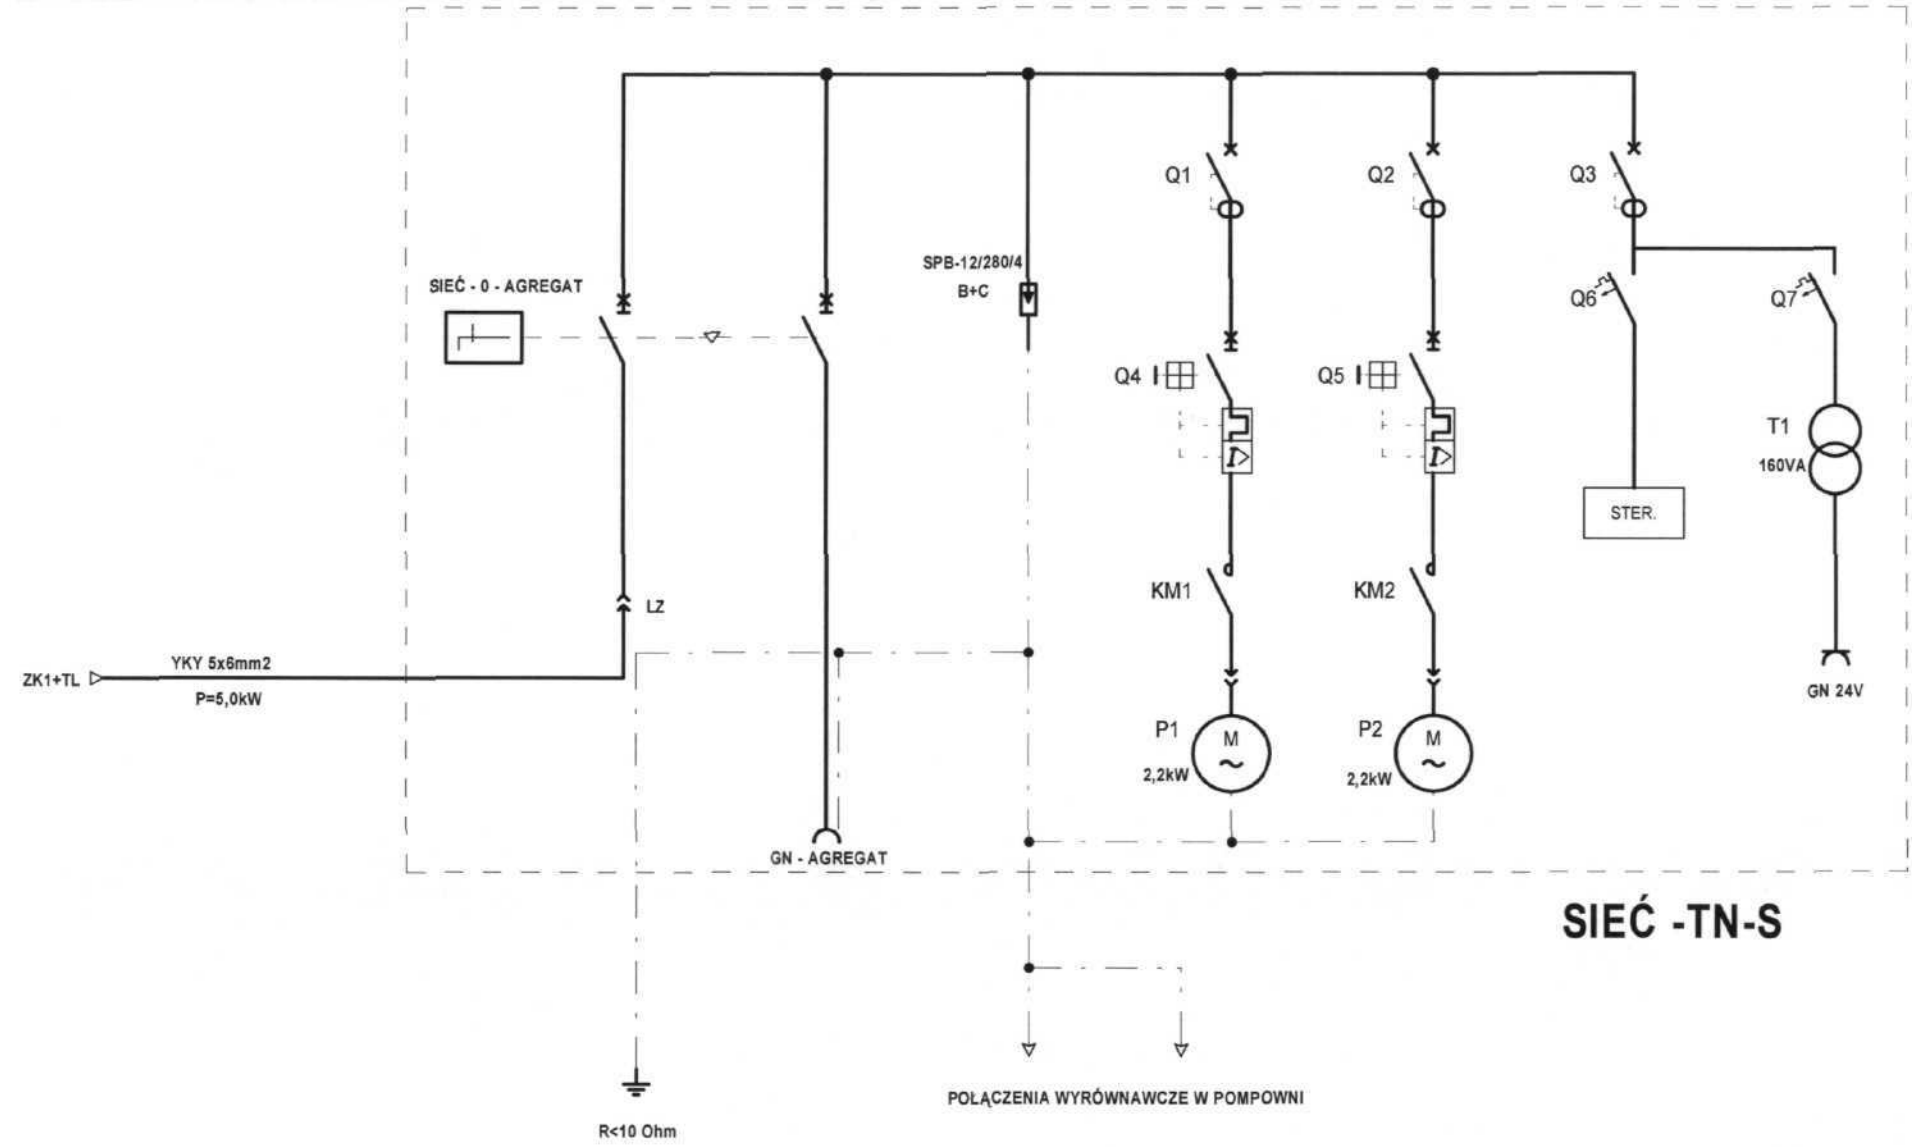 Q1
Q2
Q3
SPB-12/280/4
B+C
SIEĆ - 0 - AGREGAT
Q6
Q7
Q4
Q5
T1
160VA
STER.
KM1
KM2
LZ
YKY 5x6mm2
ZK1+TL
P=5,0kW
GN 24V
P1
M
2,2kW
P2
M
2,2kW
GN - AGREGAT
SIEĆ -TN-S
POŁĄCZENIA WYRÓWNAWCZE W POMPOWNI
R<10 Ohm